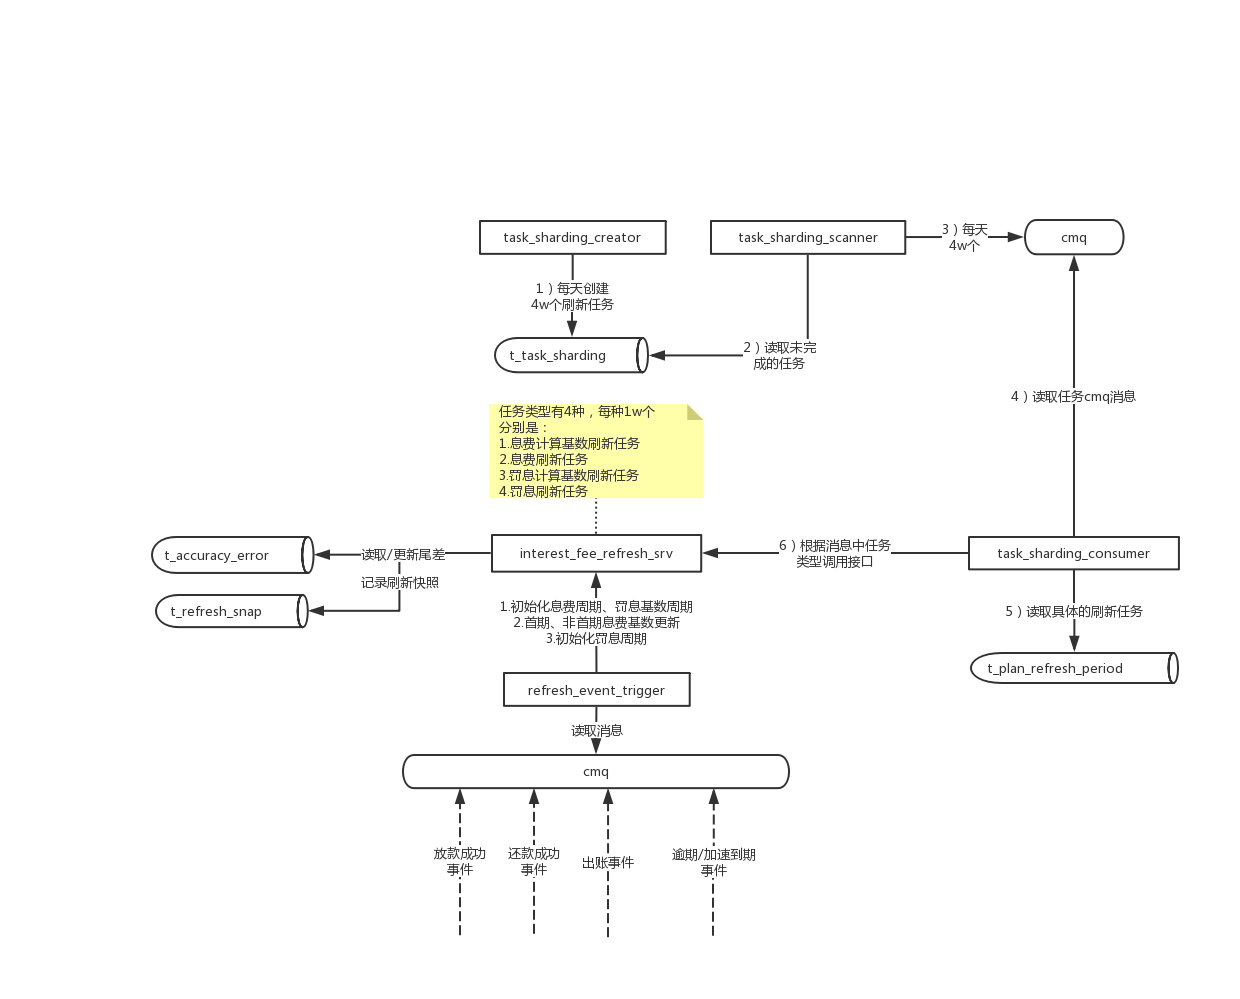 task_sharding_creator
task_sharding_scanner
3）每天
4w个
cmq
1）每天创建
4w个刷新任务
t_task_sharding
2）读取未完
成的任务
4）读取任务cmq消息
任务类型有4种，每种1w个
分别是：
1.息费计算基数刷新任务
2.息费刷新任务
3.罚息计算基数刷新任务
4.罚息刷新任务
t_accuracy_error
读取/更新尾差
interest_fee_refresh_srv
6）根据消息中任务
类型调用接口
task_sharding_consumer
记录刷新快照
t_refresh_snap
1.初始化息费周期、罚息基数周期
2.首期、非首期息费基数更新
3.初始化罚息周期
5）读取具体的刷新任务
t_plan_refresh_period
refresh_event_trigger
读取消息
cmq
放款成功
事件
还款成功
事件
出账事件
逾期/加速到期
事件